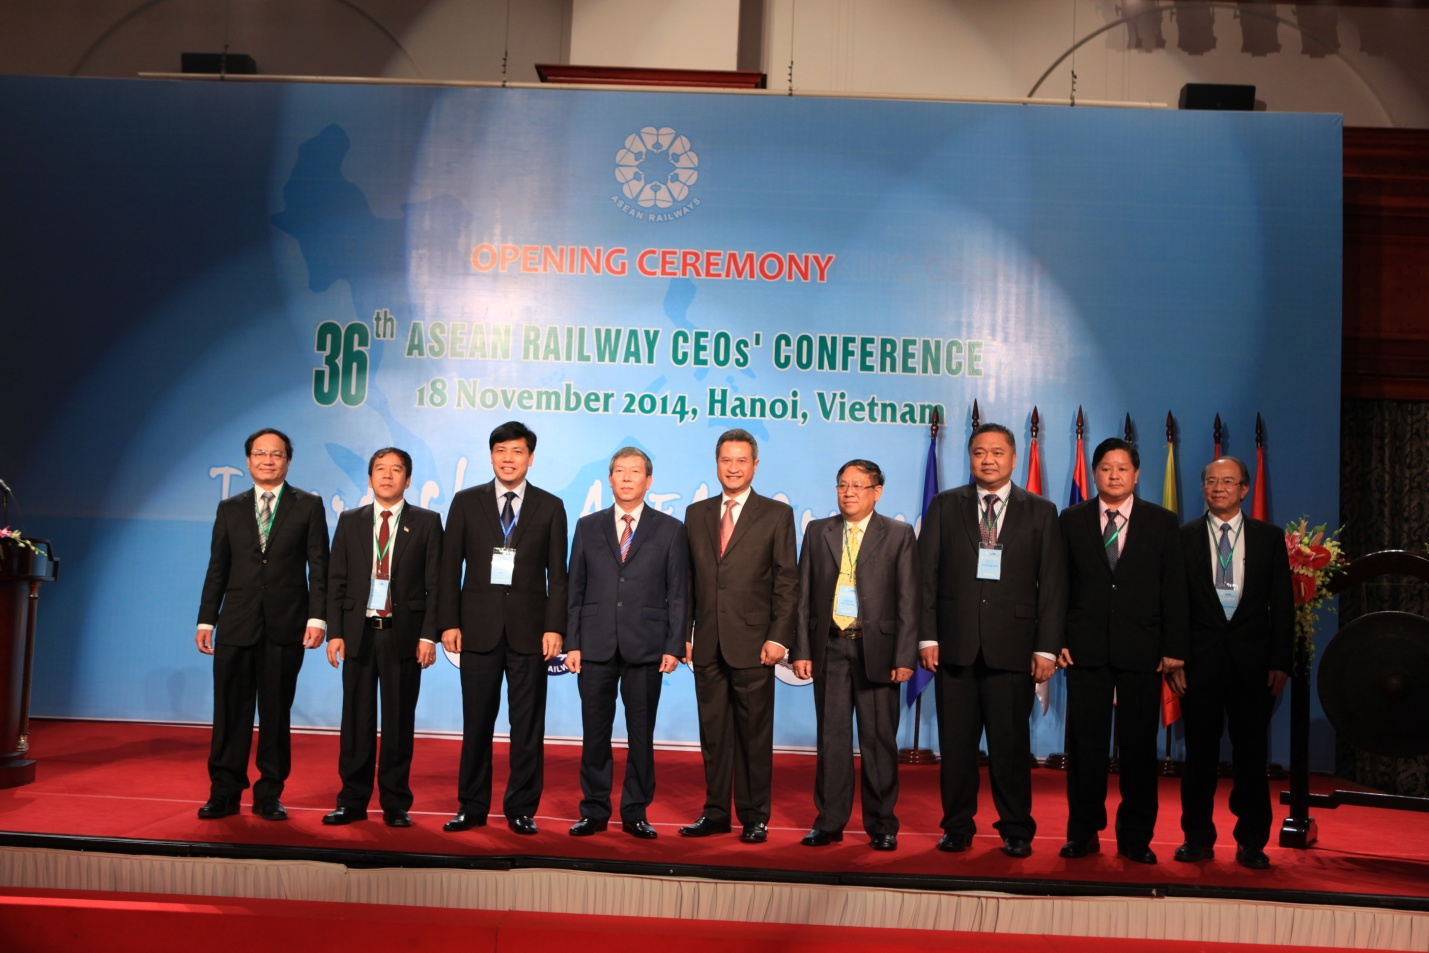 ASEAN RAILWAYS
OPENING CEREMONY
36th ASEAN RAILWAY CEOs' CONFERENCE
18 November 2014, Hanoi, Vietnam